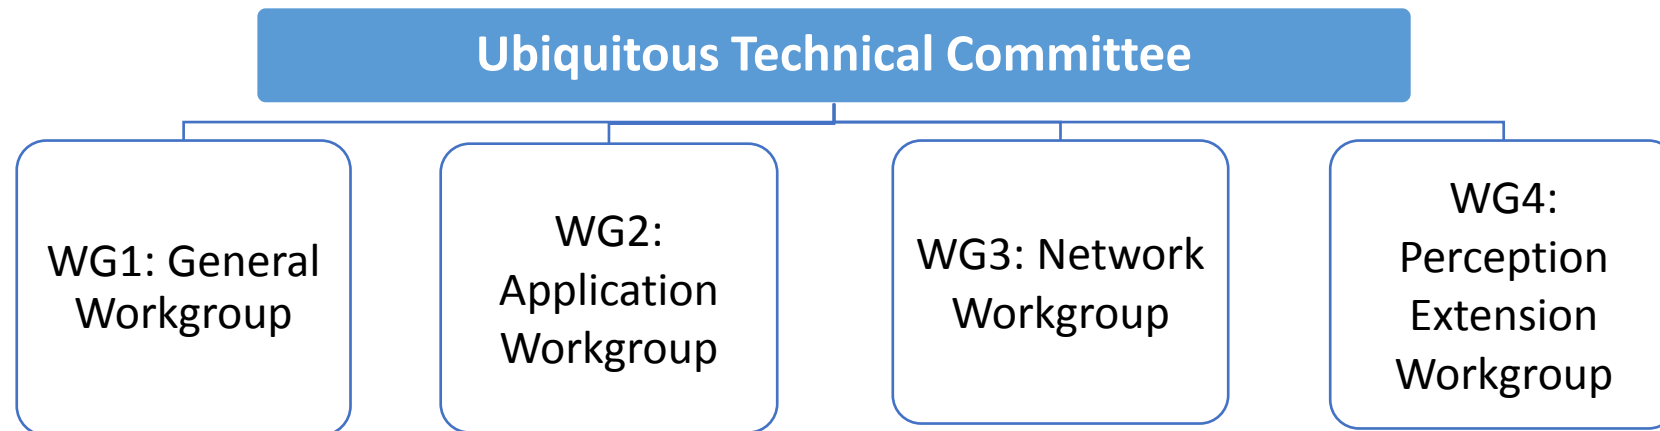 Ubiquitous Technical Committee
WG1: General
Workgroup
WG2:
Application
Workgroup
WG3: Network
Workgroup
WG4:
Perception
Extension
Workgroup